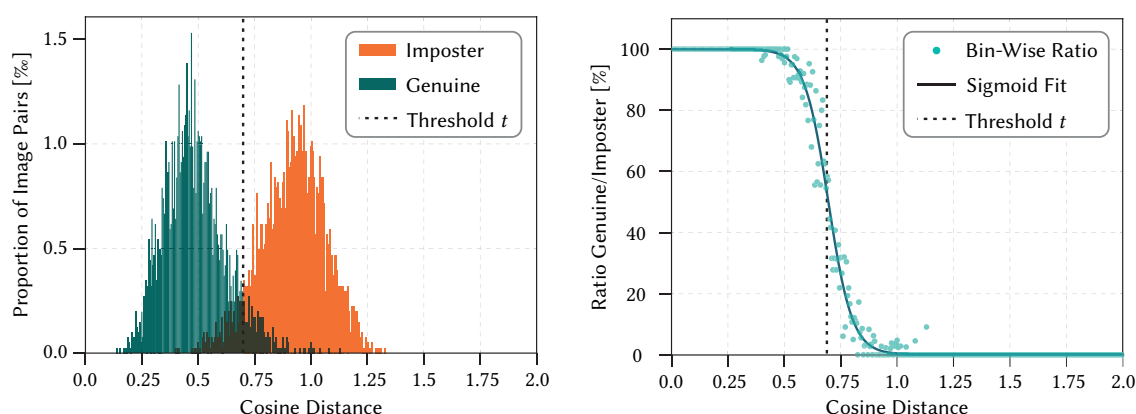 Proportion of Image Pairs [‰]
1.5
1.0
0.5
0.0
Imposter
Genuine
Threshold t
0.0 0.25 0.5 0.75 1.0 1.25 1.5 1.75 2.0
Cosine Distance
Ratio Genuine/Imposter [%]
100
80
60
40
20
0
Bin-Wise Ratio
Sigmoid Fit
Threshold t
0.0 0.25 0.5 0.75 1.0 1.25 1.5 1.75 2.0
Cosine Distance